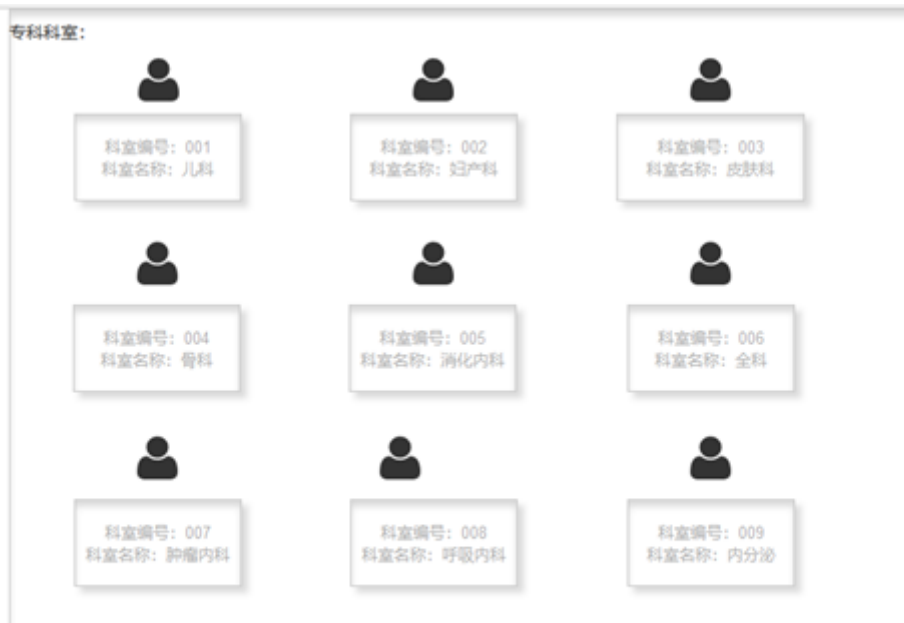 专科科室：
科室编号：001
科室名称：儿科
科室编号：002
科室名称：妇产科
科室编号：003
科室名称：皮肤科
科室编号：004
科室名称：骨科
科室编号：005
科室名称：消化内科
科室编号：006
科室名称：全科
科室编号：007
科室名称：肿瘤内科
科室编号：008
科室名称：呼吸内科
科室编号：009
科室名称：内分泌